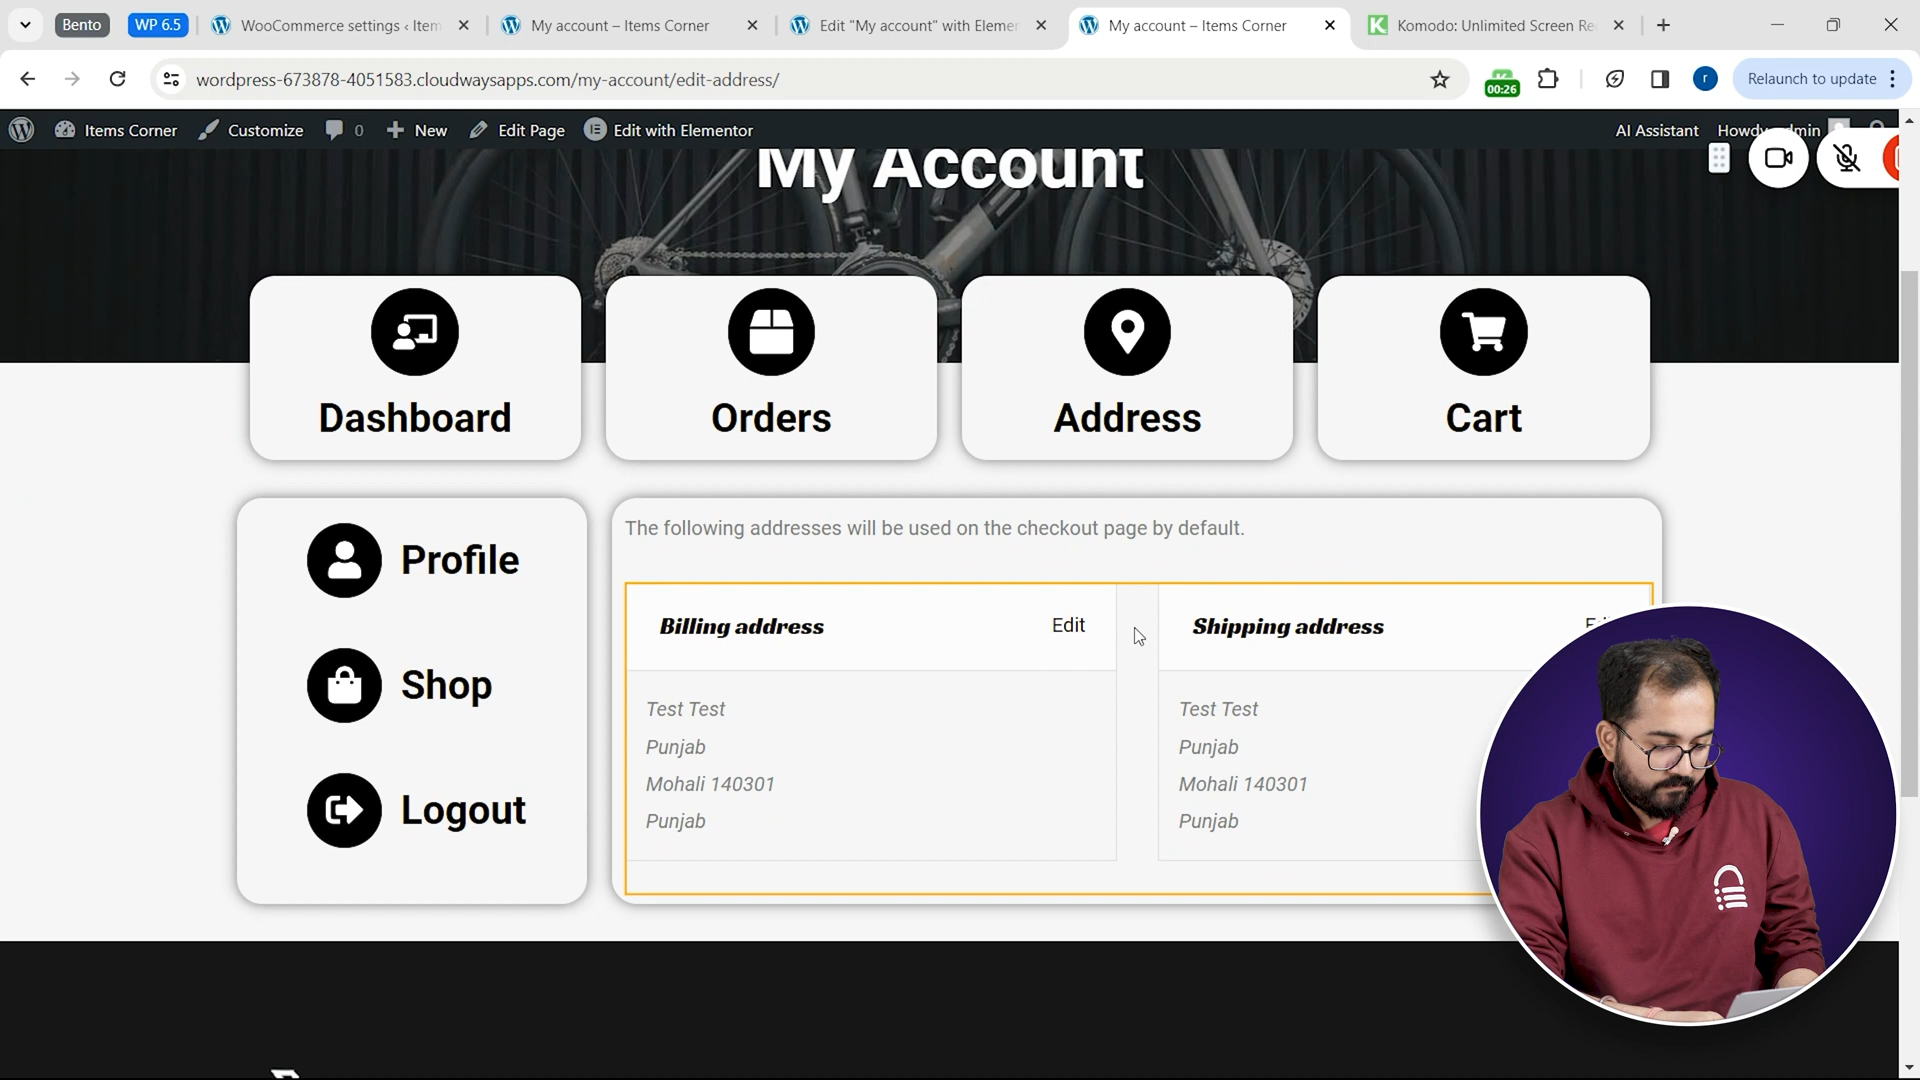 Bento
WP 6.5
WooCommerce settings ‹ Item
My account – Items Corner
Edit "My account" with Elemen
My account – Items Corner
Komodo: Unlimited Screen Re
wordpress-673878-4051583.cloudwaysapps.com/my-account/edit-address/
00:26
r
Relaunch to update
Items Corner
Customize
0
New
Edit Page
Edit with Elementor
AI Assistant
My Account
Dashboard
Orders
Address
Cart
Profile
Shop
Logout
The following addresses will be used on the checkout page by default.
Billing address
Edit
Test Test
Punjab
Mohali 140301
Punjab
Shipping address
Test Test
Punjab
Mohali 140301
Punjab